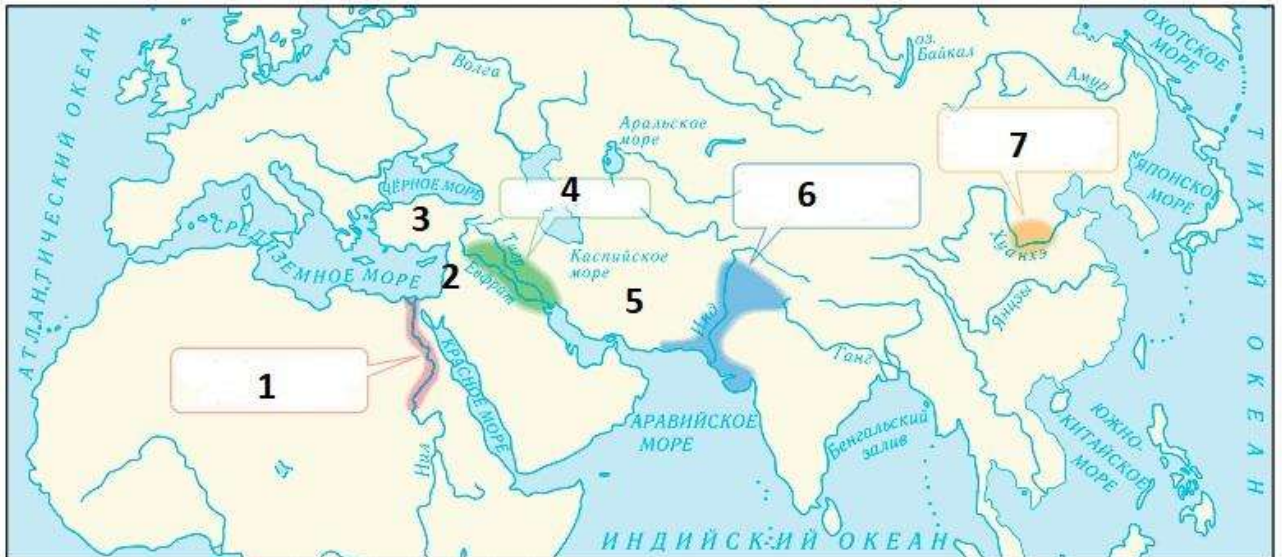 АТЛАНТИЧЕСКИЙ ОКЕАН
Волга
оз.
Байкал
Амур
ОХОТСКОЕ
МОРЕ
ТИХИЙ ОКЕАН
Аральское
море
7
ЯПОНСКОЕ
МОРЕ
ЧЁРНОЕ МОРЕ
4
6
3
СРЕДИЗЕМНОЕ МОРЕ
Тигр
Евфрат
2
Каспийское
море
5
Инд
Хуанхэ
Янцзы
Ганг
1
КРАСНОЕ МОРЕ
Нил
АРАВИЙСКОЕ
МОРЕ
Бенгальский
залив
ЮЖНО-
КИТАЙСКОЕ
МОРЕ
ИНДИЙСКИЙ ОКЕАН